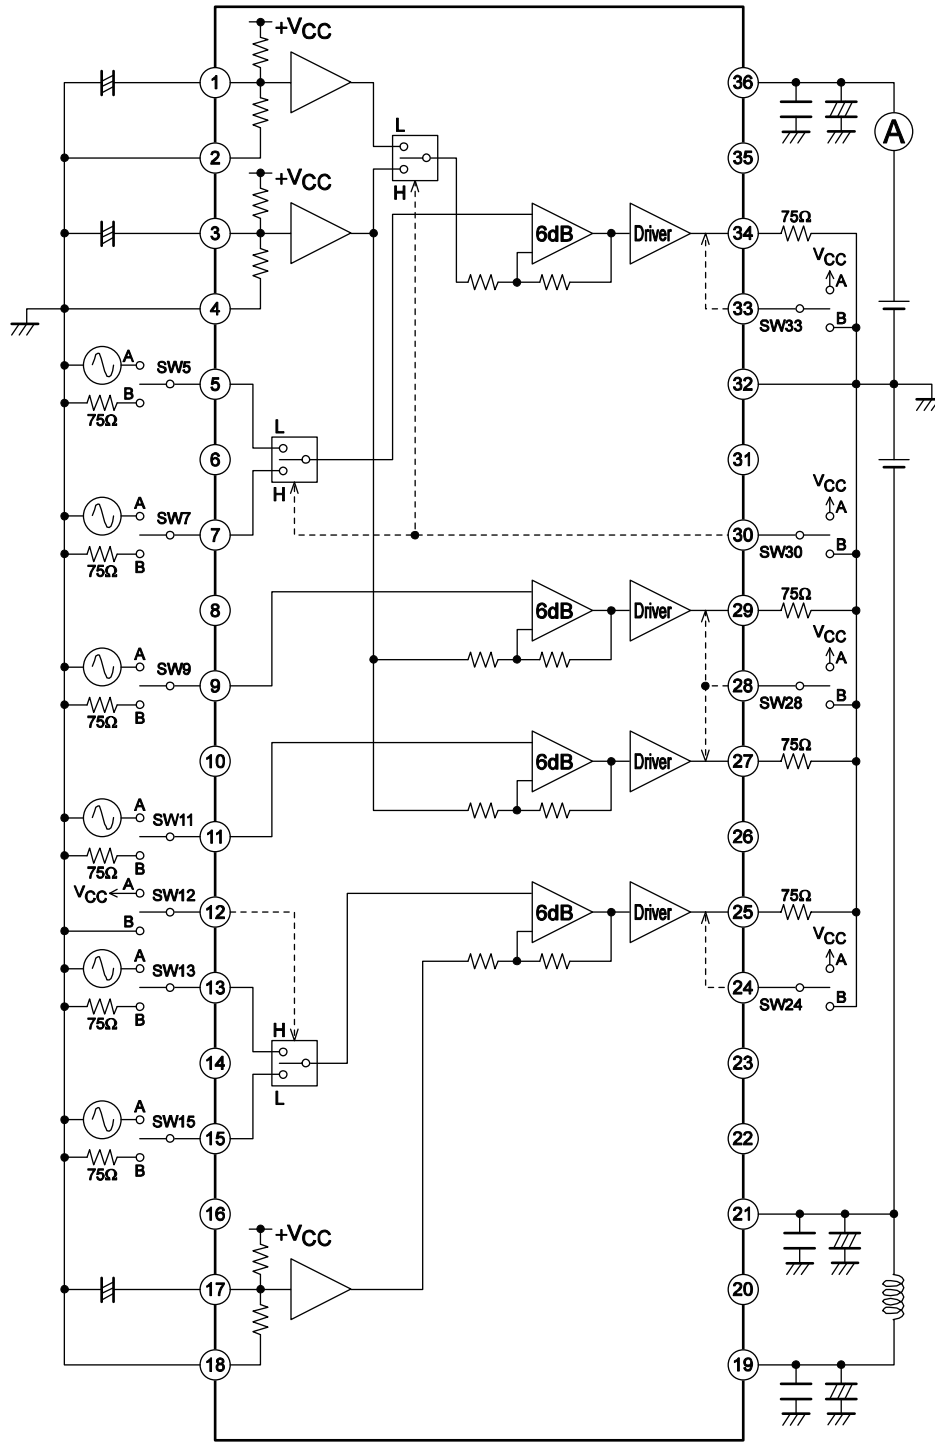 +VCC
1
36
A
L
2
35
H
+VCC
75Ω
3
6dB
Driver
34
VCC
A
4
33
SW33
B
A
SW5
5
32
B
75Ω
L
6
31
H
VCC
A
SW7
A
7
30
SW30
B
75Ω
B
75Ω
8
6dB
Driver
29
VCC
A
A
SW9
9
28
SW28
B
75Ω
B
75Ω
10
6dB
Driver
27
A
SW11
11
26
75Ω
B
VCC
A
SW12
75Ω
12
6dB
Driver
25
B
VCC
A
A
SW13
13
24
SW24
B
75Ω
B
H
14
23
L
A
SW15
15
22
75Ω
B
16
21
+VCC
17
20
18
19